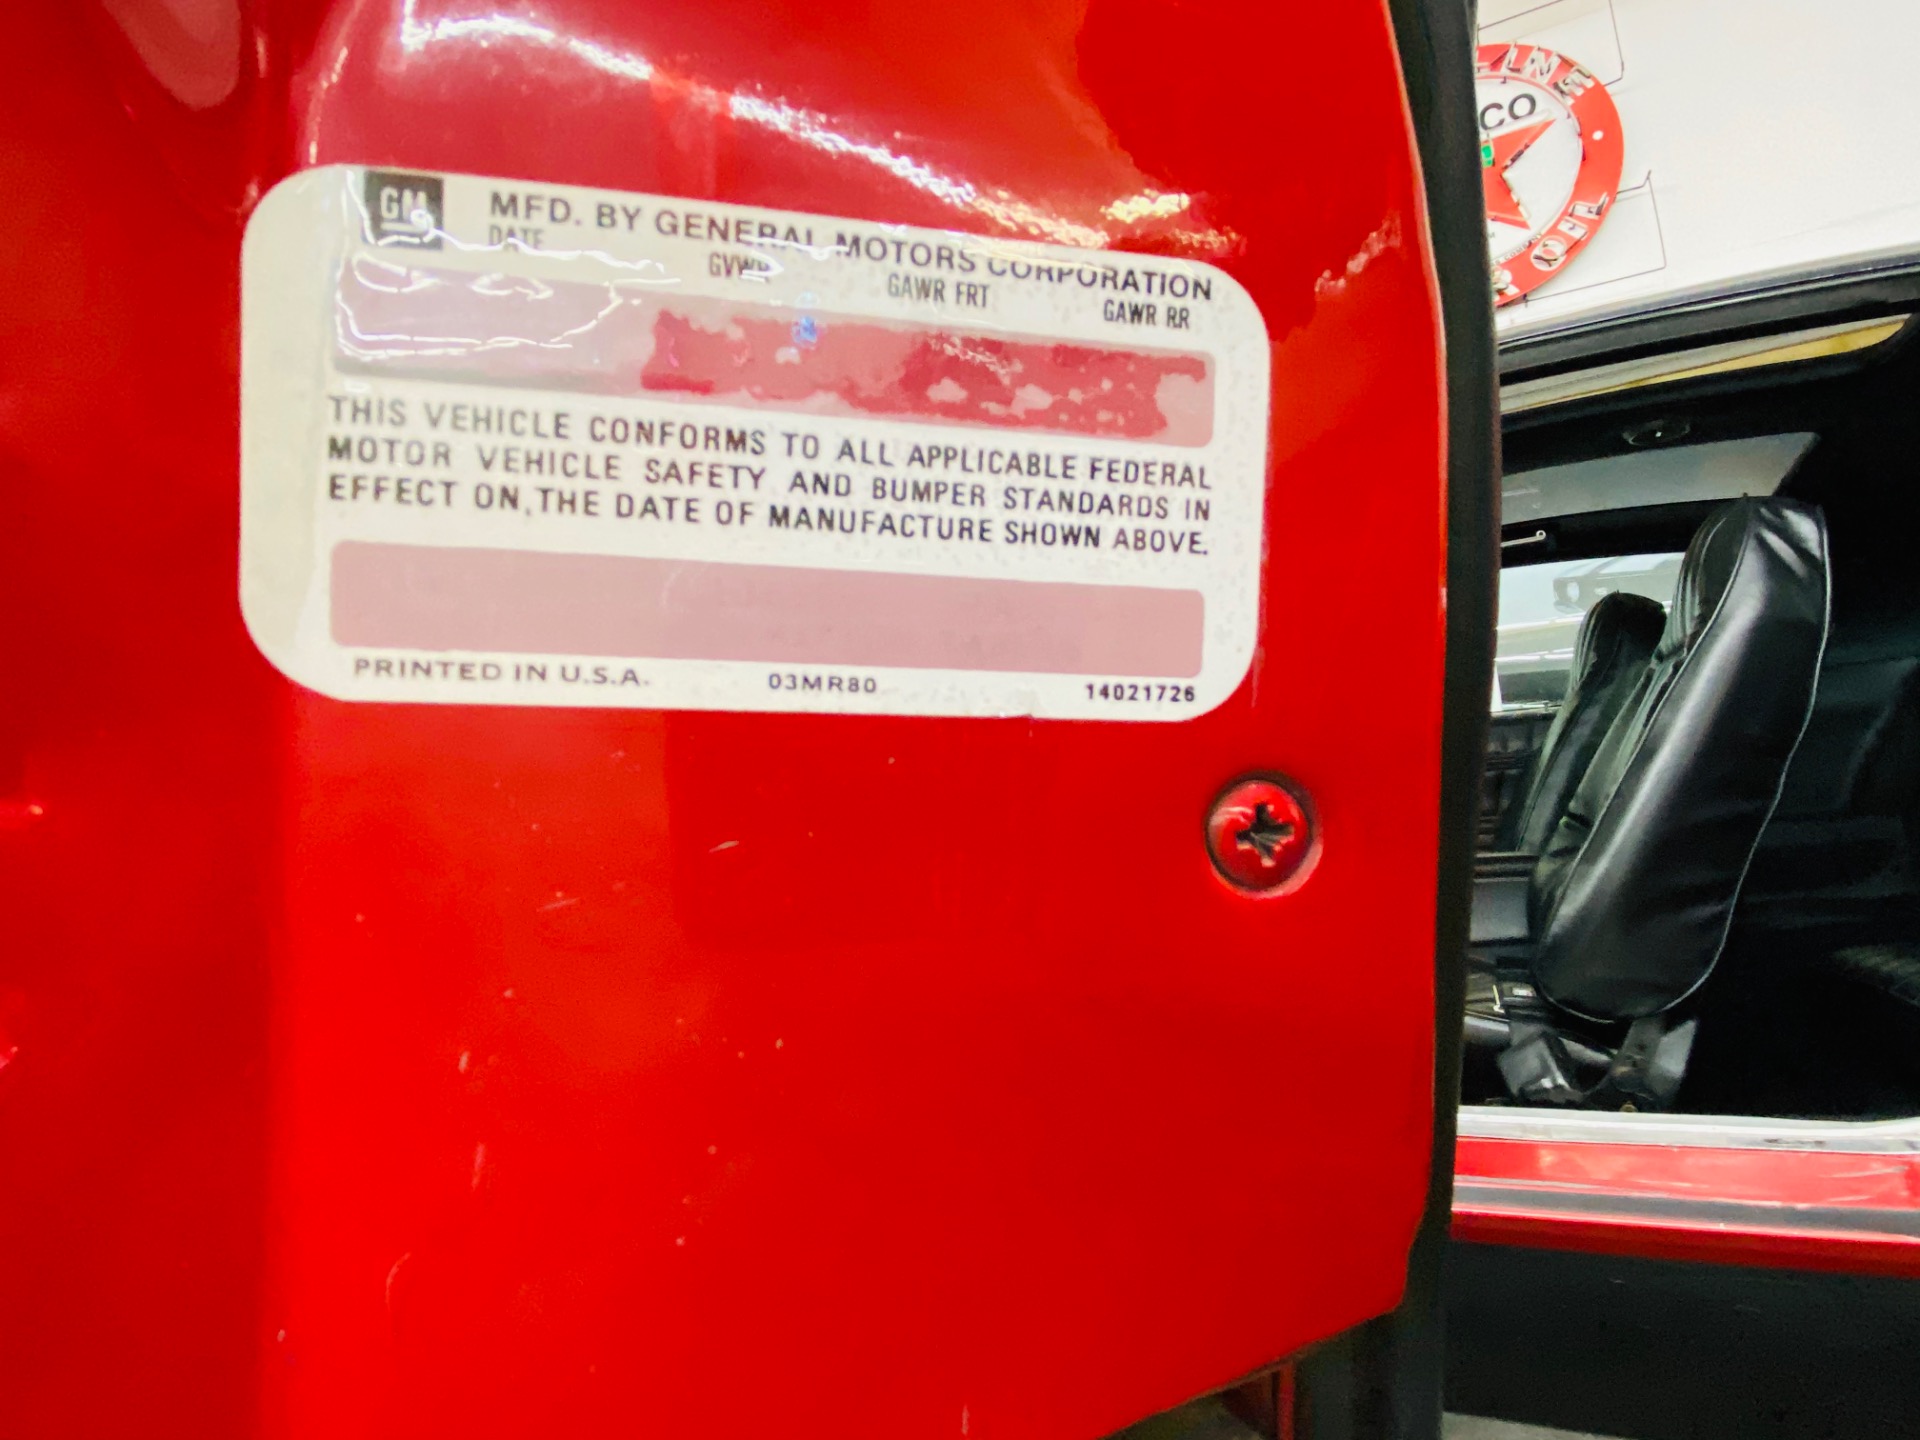 GM
MFD. BY GENERAL MOTORS CORPORATION
DATE GVWR GAWR FRT GAWR RR
THIS VEHICLE CONFORMS TO ALL APPLICABLE FEDERAL
MOTOR VEHICLE SAFETY AND BUMPER STANDARDS IN
EFFECT ON THE DATE OF MANUFACTURE SHOWN ABOVE.
PRINTED IN U.S.A. 03MR80 14021726
CO
OIL